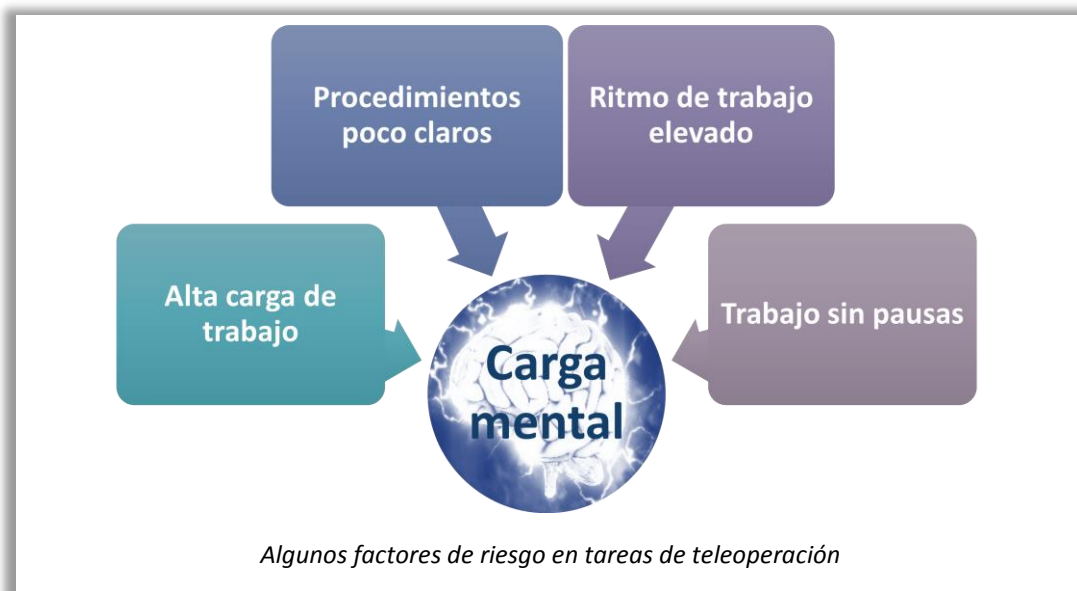 Procedimientos
poco claros
Ritmo de trabajo
elevado
Alta carga de
trabajo
Trabajo sin pausas
Carga
mental
Algunos factores de riesgo en tareas de teleoperación